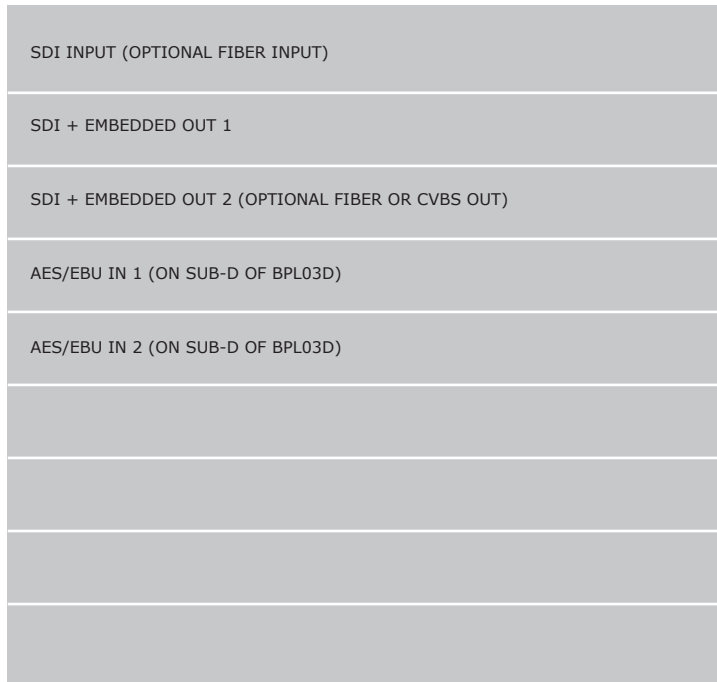 SDI INPUT (OPTIONAL FIBER INPUT)
SDI + EMBEDDED OUT 1
SDI + EMBEDDED OUT 2 (OPTIONAL FIBER OR CVBS OUT)
AES/EBU IN 1 (ON SUB-D OF BPL03D)
AES/EBU IN 2 (ON SUB-D OF BPL03D)